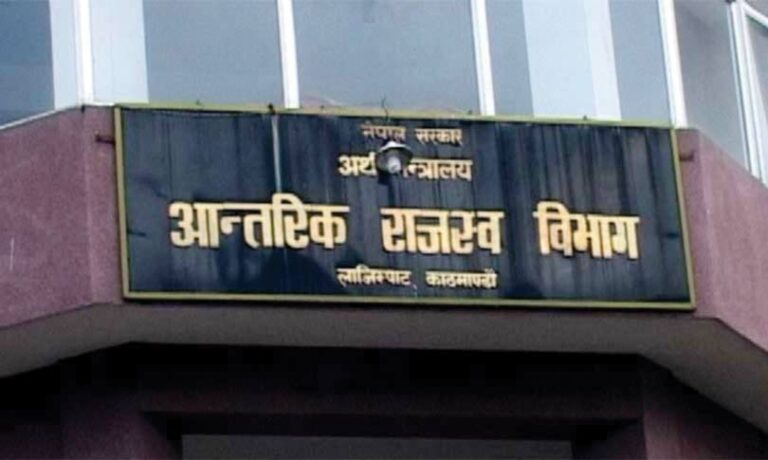 नेपाल सरकार
अर्थ मन्त्रालय
आन्तरिक राजस्व विभाग
लाजिम्पाट, काठमाण्डौ